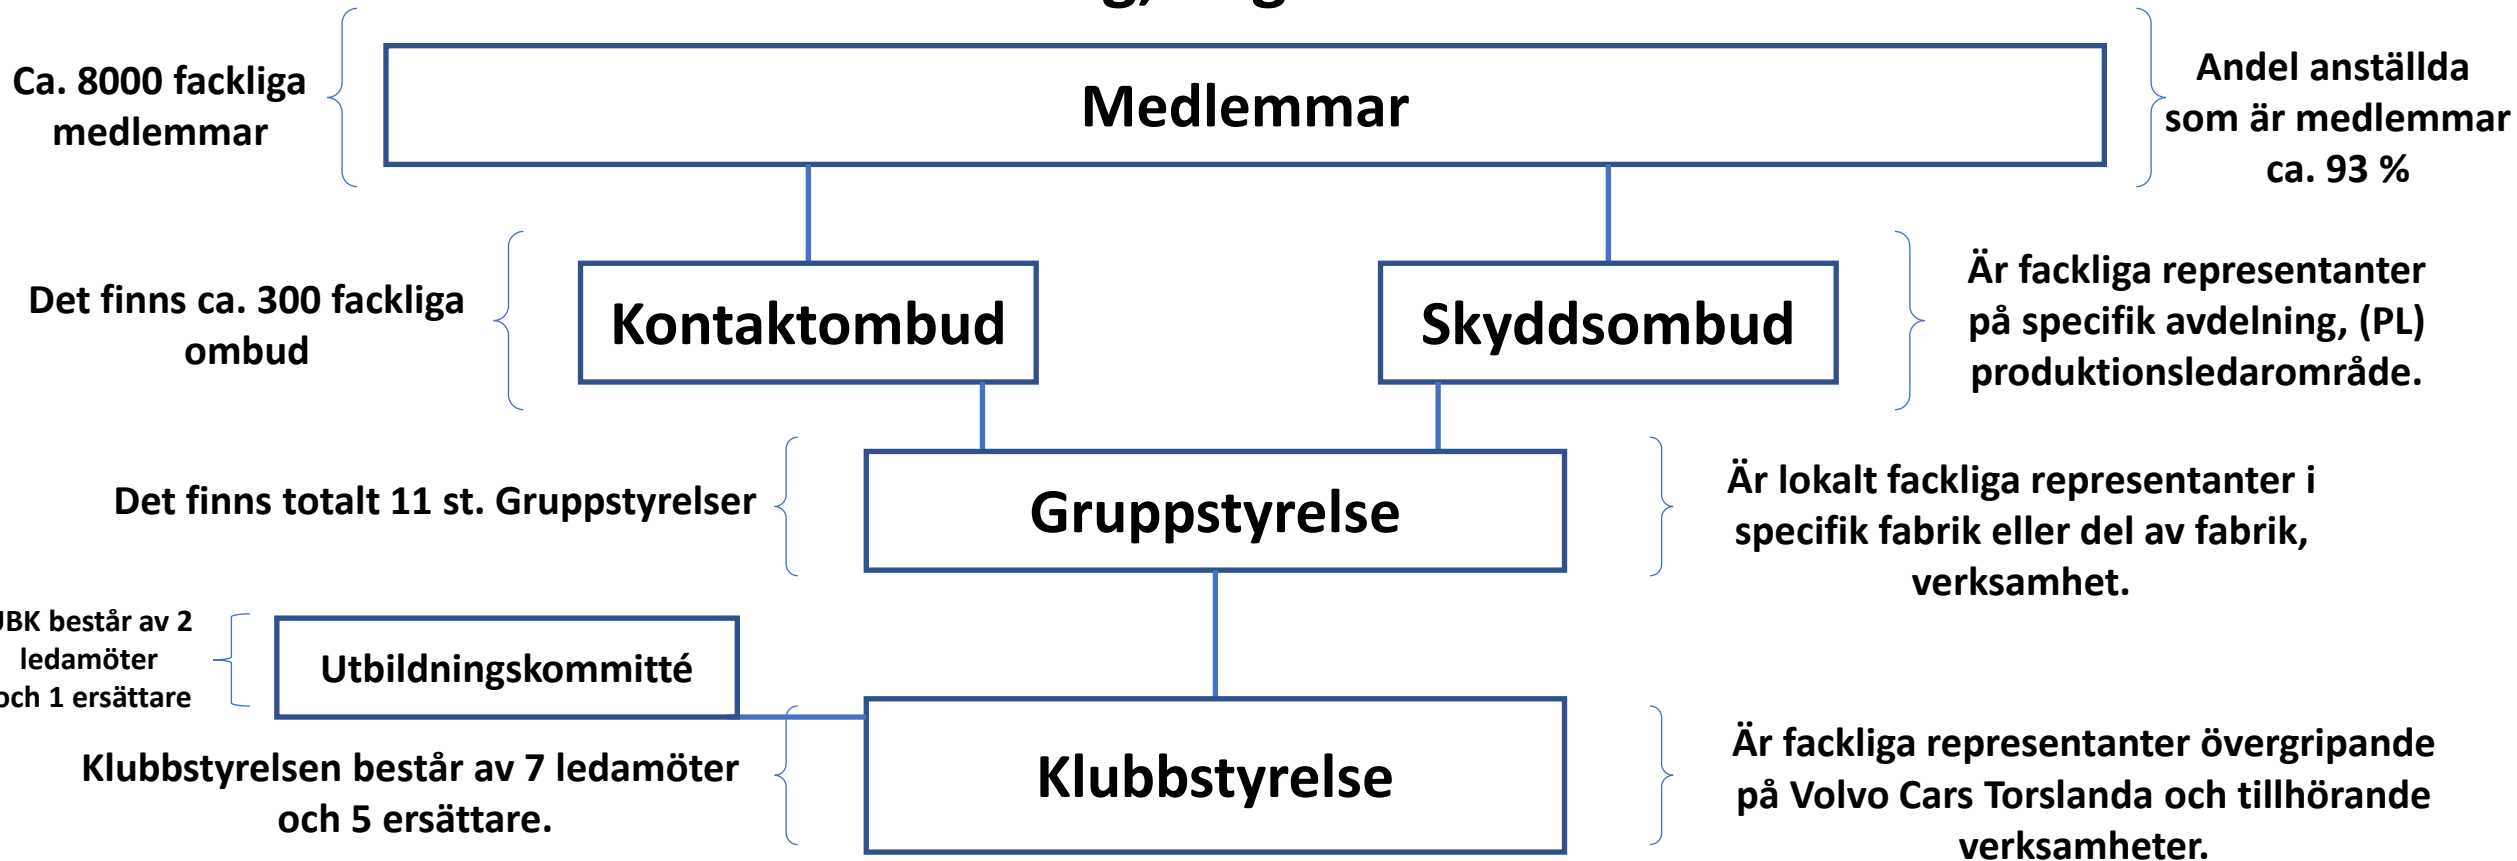 Ca. 8000 fackliga
medlemmar
Medlemmar
Andel anställda
som är medlemmar
ca. 93 %
Det finns ca. 300 fackliga
ombud
Kontaktombud
Skyddsombud
Är fackliga representanter
på specifik avdelning, (PL)
produktionsledarområde.
Det finns totalt 11 st. Gruppstyrelser
Gruppstyrelse
Är lokalt fackliga representanter i
specifik fabrik eller del av fabrik,
verksamhet.
UBK består av 2
ledamöter
och 1 ersättare
Utbildningskommitté
Klubbstyrelsen består av 7 ledamöter
och 5 ersättare.
Klubbstyrelse
Är fackliga representanter övergripande
på Volvo Cars Torslanda och tillhörande
verksamheter.